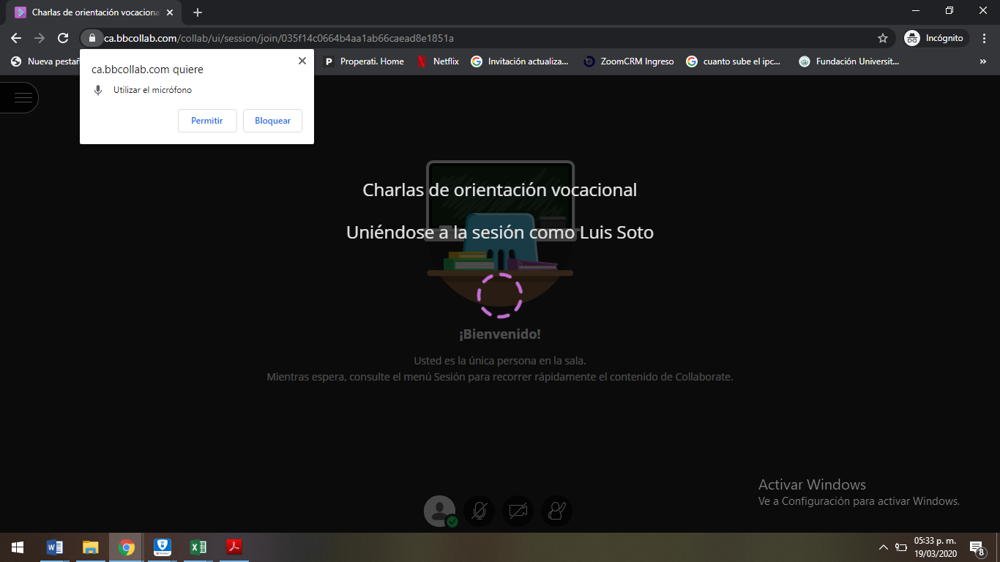 Charlas de orientación vocaciona
ca.bbcollab.com/collab/ui/session/join/035f14c0664b4aa1ab66caead8e1851a
Incógnito
Nueva pestañ
Properati. Home
Netflix
Invitación actualiza...
ZoomCRM Ingreso
cuanto sube el ipc...
Fundación Universit...
»
ca.bbcollab.com quiere
Utilizar el micrófono
Permitir
Bloquear
Charlas de orientación vocacional
Uniéndose a la sesión como Luis Soto
¡Bienvenido!
Usted es la única persona en la sala.
Mientras espera, consulte el menú Sesión para recorrer rápidamente el contenido de Collaborate.
Activar Windows
Ve a Configuración para activar Windows.
05:33 p. m.
19/03/2020
8